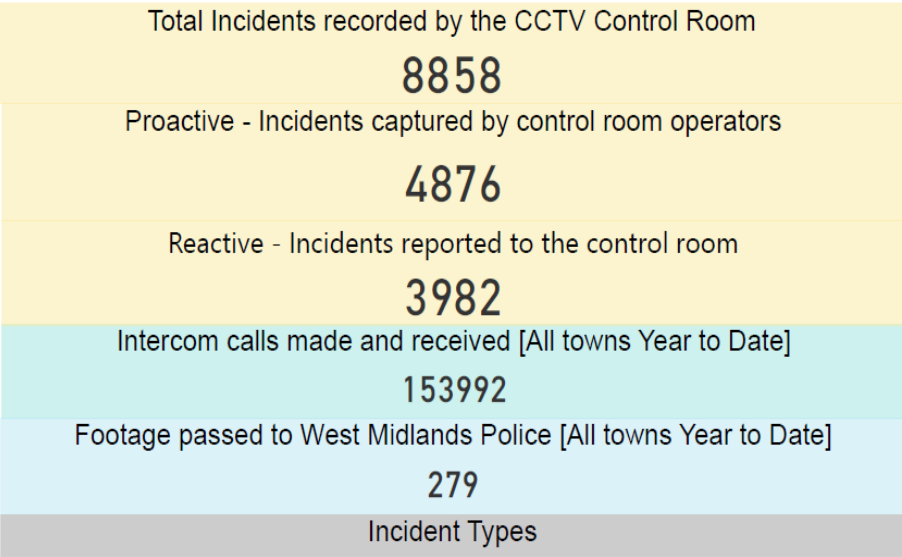 Total Incidents recorded by the CCTV Control Room
8858
Proactive - Incidents captured by control room operators
4876
Reactive - Incidents reported to the control room
3982
Intercom calls made and received [All towns Year to Date]
153992
Footage passed to West Midlands Police [All towns Year to Date]
279
Incident Types